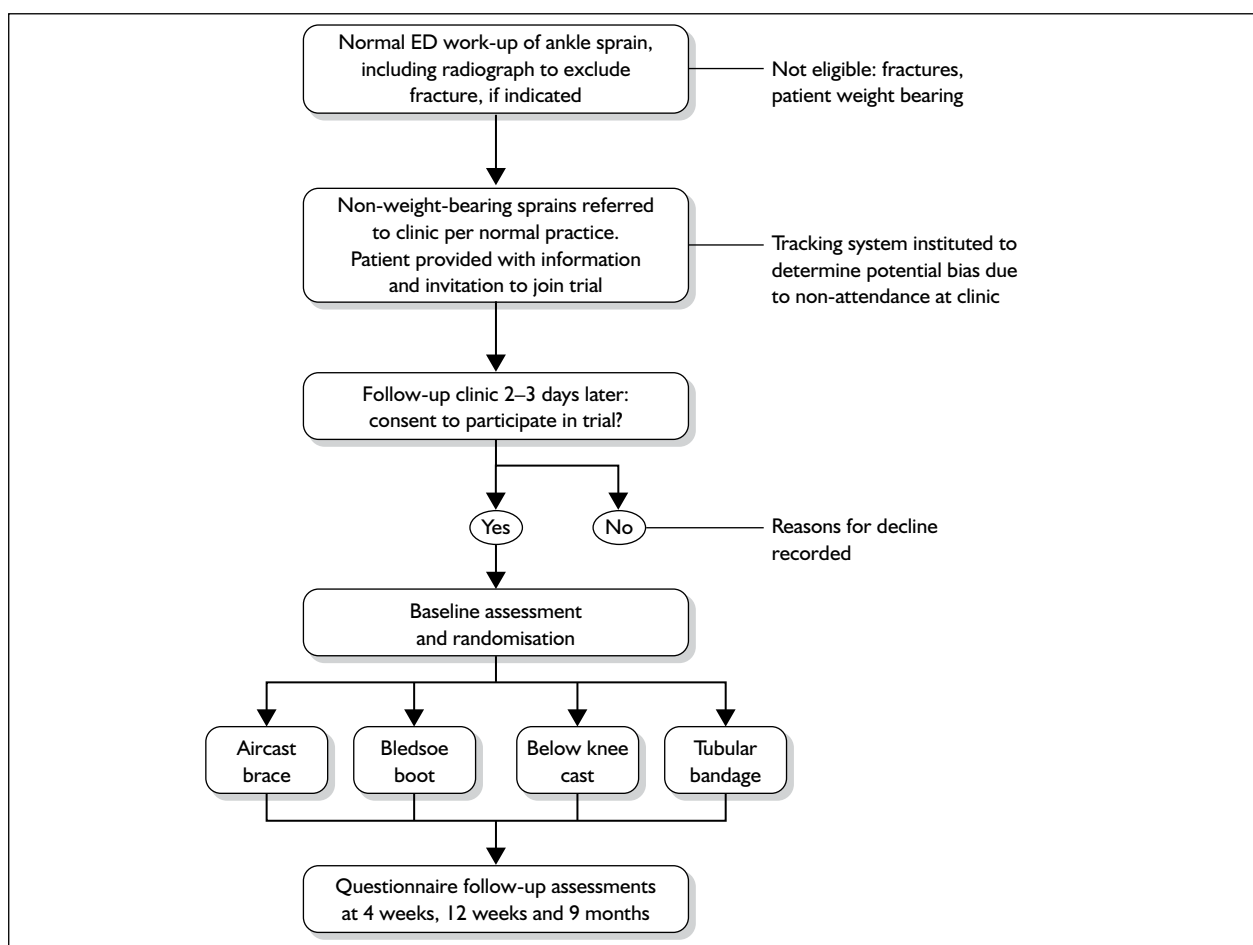 Normal ED work-up of ankle sprain,
including radiograph to exclude
fracture, if indicated
Not eligible: fractures,
patient weight bearing
Non-weight-bearing sprains referred
to clinic per normal practice.
Patient provided with information
and invitation to join trial
Tracking system instituted to
determine potential bias due
to non-attendance at clinic
Follow-up clinic 2–3 days later:
consent to participate in trial?
Yes
No
Reasons for decline
recorded
Baseline assessment
and randomisation
Aircast
brace
Bledsoe
boot
Below knee
cast
Tubular
bandage
Questionnaire follow-up assessments
at 4 weeks, 12 weeks and 9 months